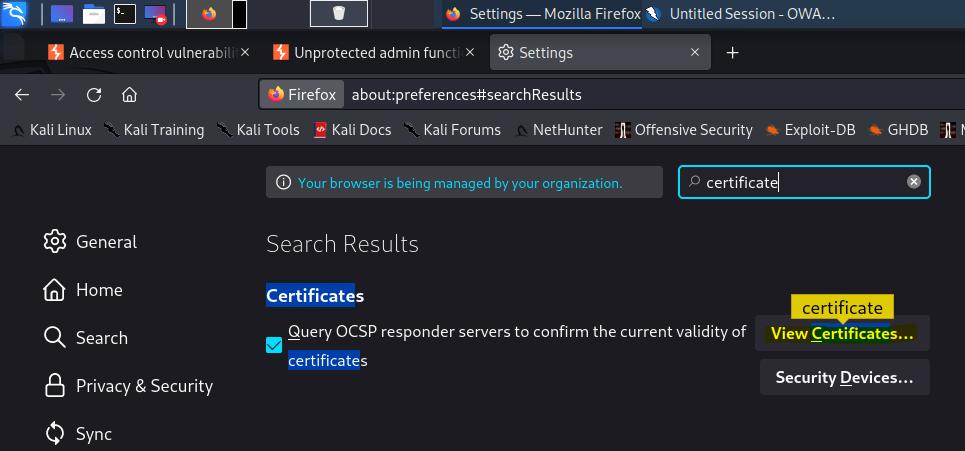 Settings — Mozilla Firefox
Untitled Session - OWA...
Access control vulnerabili
Unprotected admin functi
Settings
Firefox
about:preferences#searchResults
Kali Linux
Kali Training
Kali Tools
Kali Docs
Kali Forums
NetHunter
Offensive Security
Exploit-DB
GHDB
Your browser is being managed by your organization.
certificate
General
Home
Search
Privacy & Security
Sync
Search Results
Certificates
Query OCSP responder servers to confirm the current validity of
certificates
certificate
View Certificates...
Security Devices...